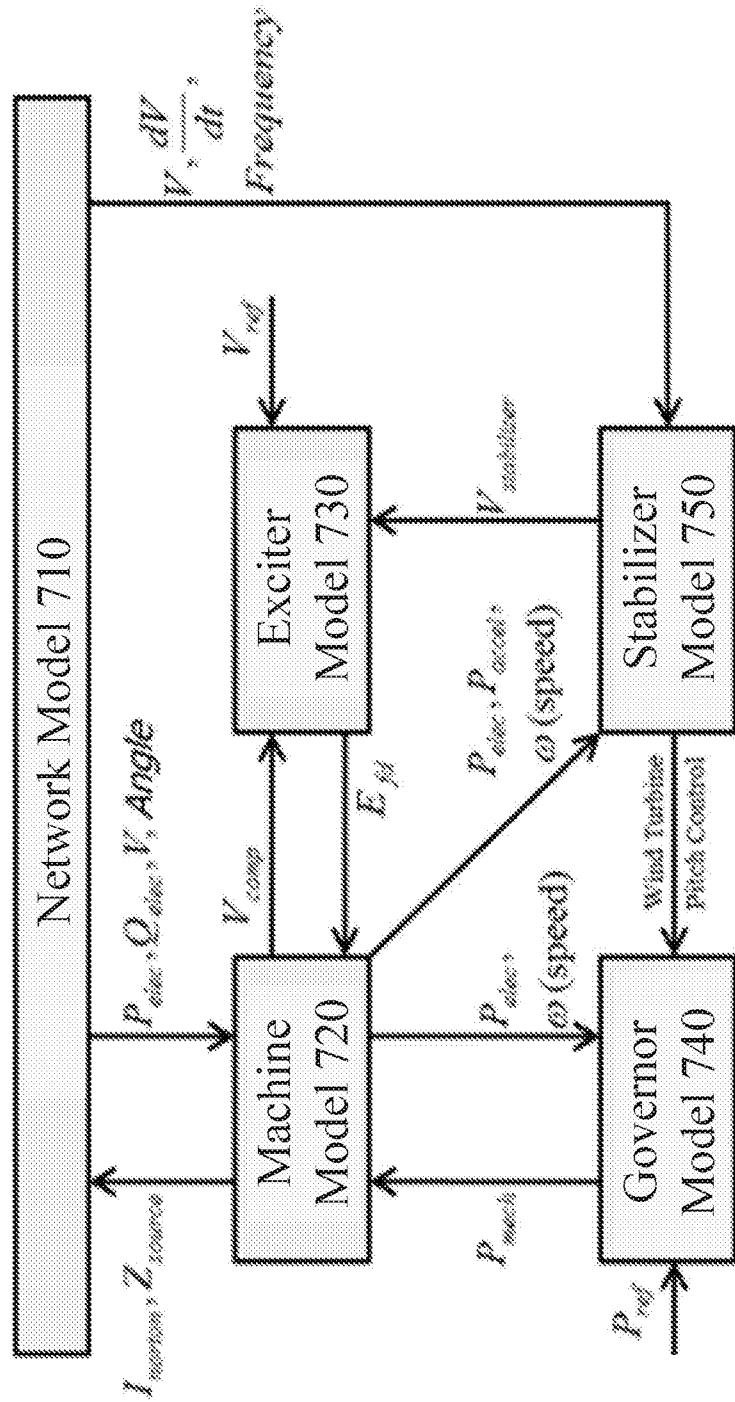 Network Model 710
I_norton, Z_source
P_elec, Q_elec, V, Angle
V, dV/dt,
Frequency
Machine
Model 720
V_comp
E_fd
Exciter
Model 730
V_ref
P_mech
P_elec,
ω (speed)
P_elec, P_accel,
ω (speed)
V_stabilizer
P_ref
Governor
Model 740
Wind Turbine
Pitch Control
Stabilizer
Model 750